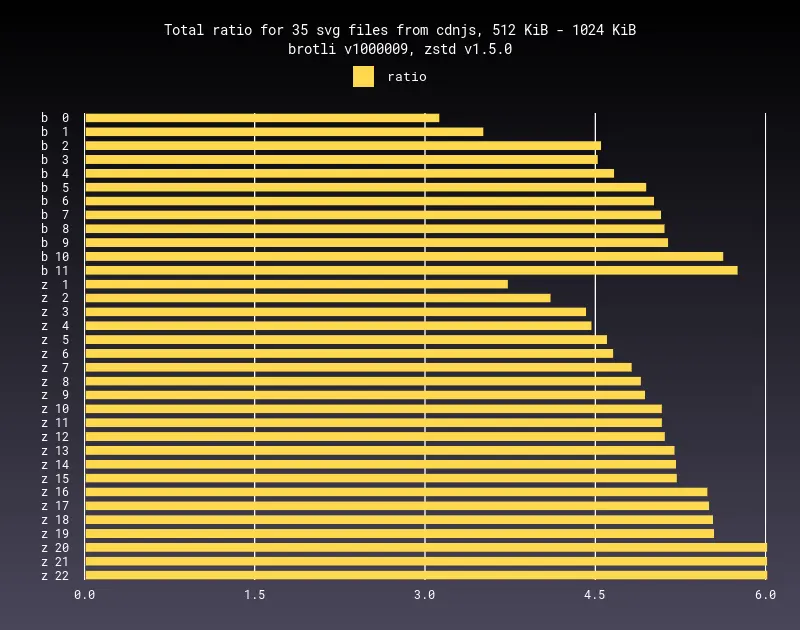 Total ratio for 35 svg files from cdnjs, 512 KiB - 1024 KiB
brotli v1000009, zstd v1.5.0
ratio
b 0
b 1
b 2
b 3
b 4
b 5
b 6
b 7
b 8
b 9
b 10
b 11
z 1
z 2
z 3
z 4
z 5
z 6
z 7
z 8
z 9
z 10
z 11
z 12
z 13
z 14
z 15
z 16
z 17
z 18
z 19
z 20
z 21
z 22
0.0 1.5 3.0 4.5 6.0